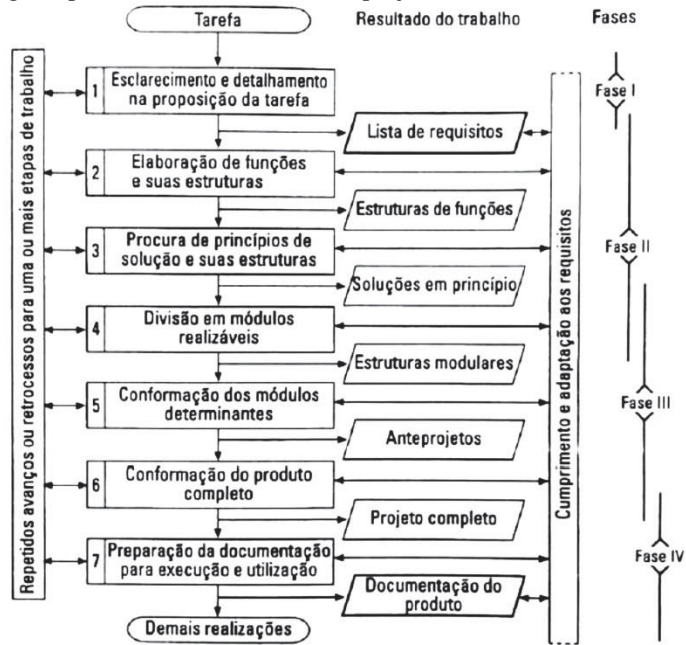 Tarefa
Resultado do trabalho
Fases
Repetidos avanços ou retrocessos para uma ou mais etapas de trabalho
1
Esclarecimento e detalhamento
na proposição da tarefa
Fase I
Lista de requisitos
2
Elaboração de funções
e suas estruturas
Estruturas de funções
3
Procura de princípios de
solução e suas estruturas
Fase II
Soluções em princípio
4
Divisão em módulos
realizáveis
Estruturas modulares
5
Conformação dos módulos
determinantes
Fase III
Anteprojetos
6
Conformação do produto
completo
Projeto completo
7
Preparação da documentação
para execução e utilização
Fase IV
Documentação do
produto
Demais realizações
Cumprimento e adaptação aos requisitos